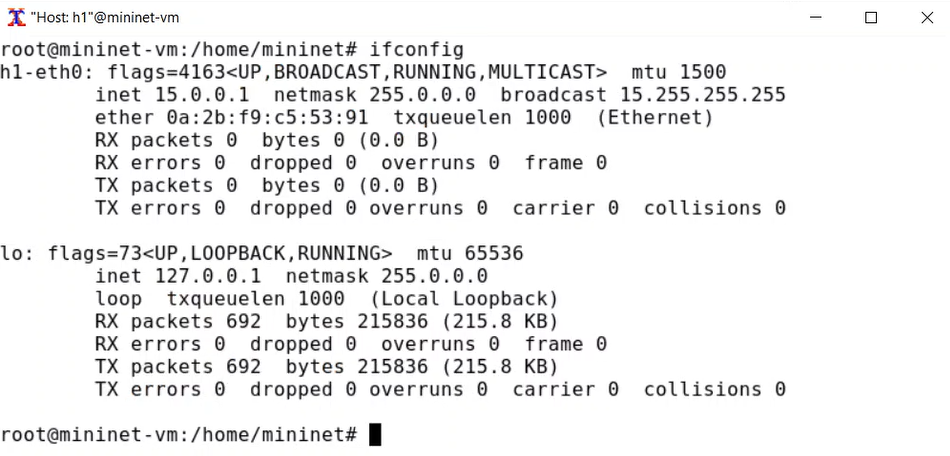 "Host: h1"@mininet-vm
root@mininet-vm:/home/mininet# ifconfig
h1-eth0: flags=4163<UP,BROADCAST,RUNNING,MULTICAST>  mtu 1500
        inet 15.0.0.1  netmask 255.0.0.0  broadcast 15.255.255.255
        ether 0a:2b:f9:c5:53:91  txqueuelen 1000  (Ethernet)
        RX packets 0  bytes 0 (0.0 B)
        RX errors 0  dropped 0  overruns 0  frame 0
        TX packets 0  bytes 0 (0.0 B)
        TX errors 0  dropped 0 overruns 0  carrier 0  collisions 0

lo: flags=73<UP,LOOPBACK,RUNNING>  mtu 65536
        inet 127.0.0.1  netmask 255.0.0.0
        loop  txqueuelen 1000  (Local Loopback)
        RX packets 692  bytes 215836 (215.8 KB)
        RX errors 0  dropped 0  overruns 0  frame 0
        TX packets 692  bytes 215836 (215.8 KB)
        TX errors 0  dropped 0 overruns 0  carrier 0  collisions 0

root@mininet-vm:/home/mininet#